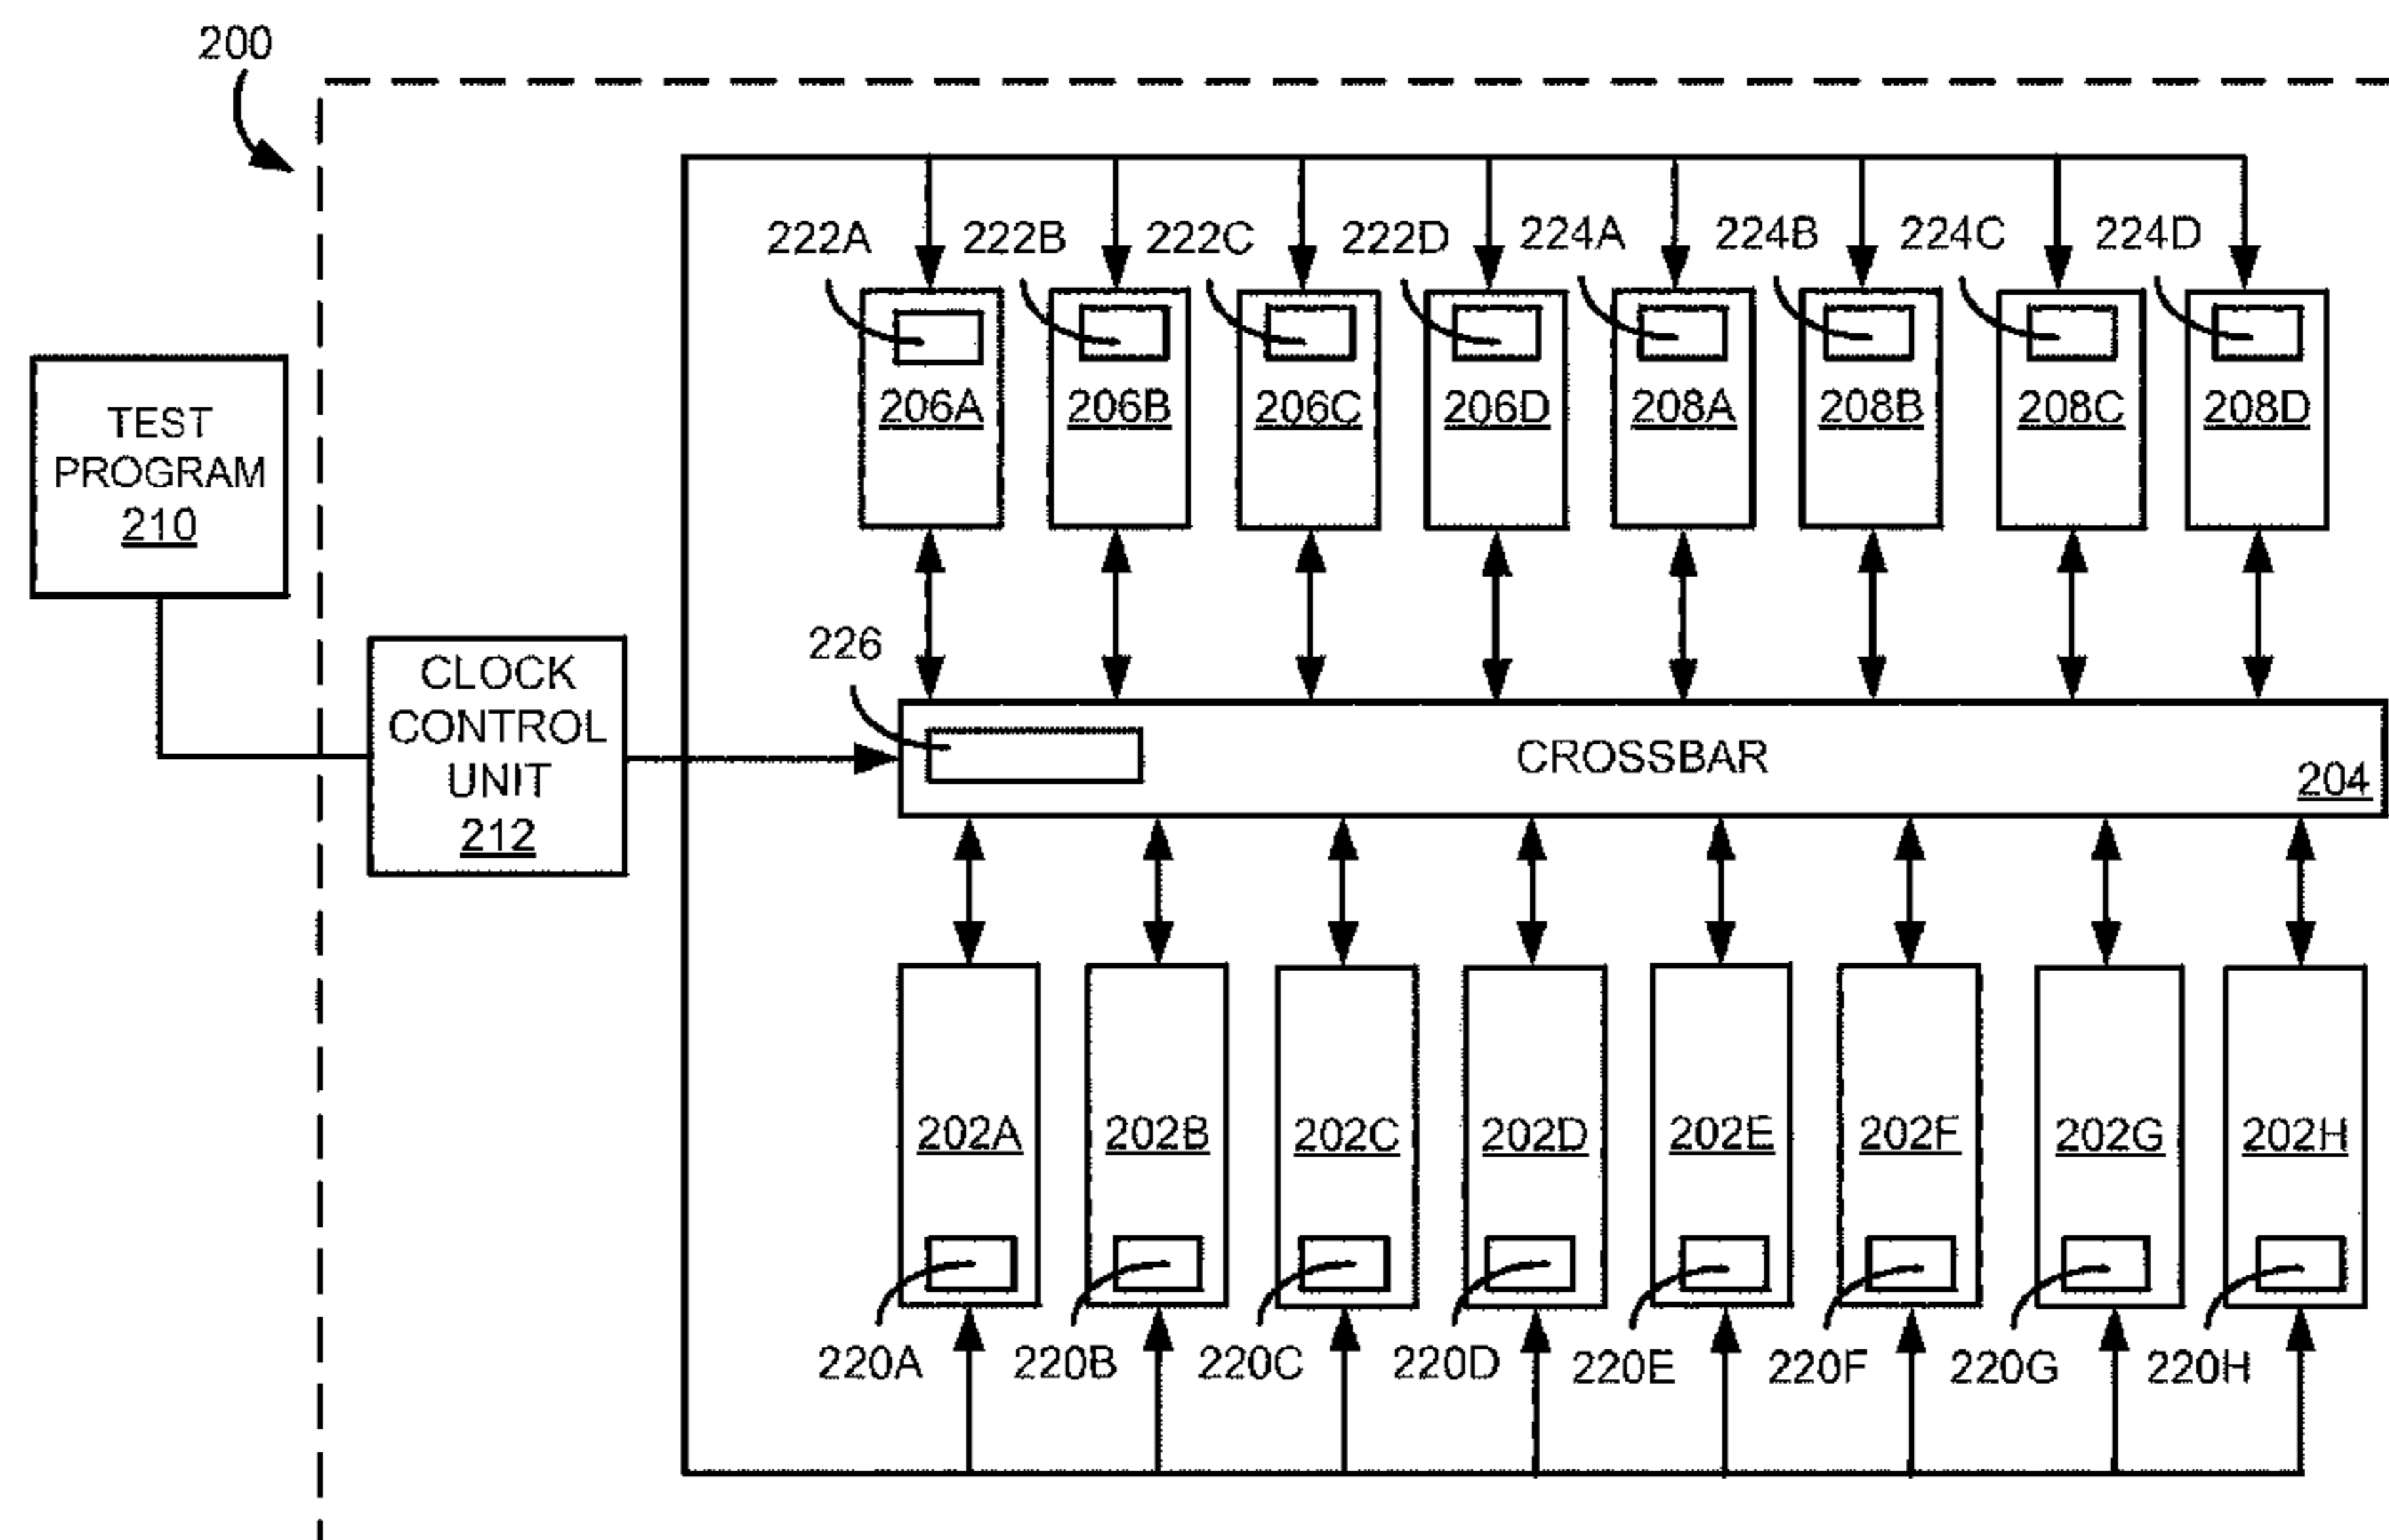 200
222A 222B 222C 222D 224A 224B 224C 224D
206A 206B 206C 206D 208A 208B 208C 208D
TEST
PROGRAM
210
226
CLOCK
CONTROL
UNIT
212
CROSSBAR
204
202A 202B 202C 202D 202E 202F 202G 202H
220A 220B 220C 220D 220E 220F 220G 220H